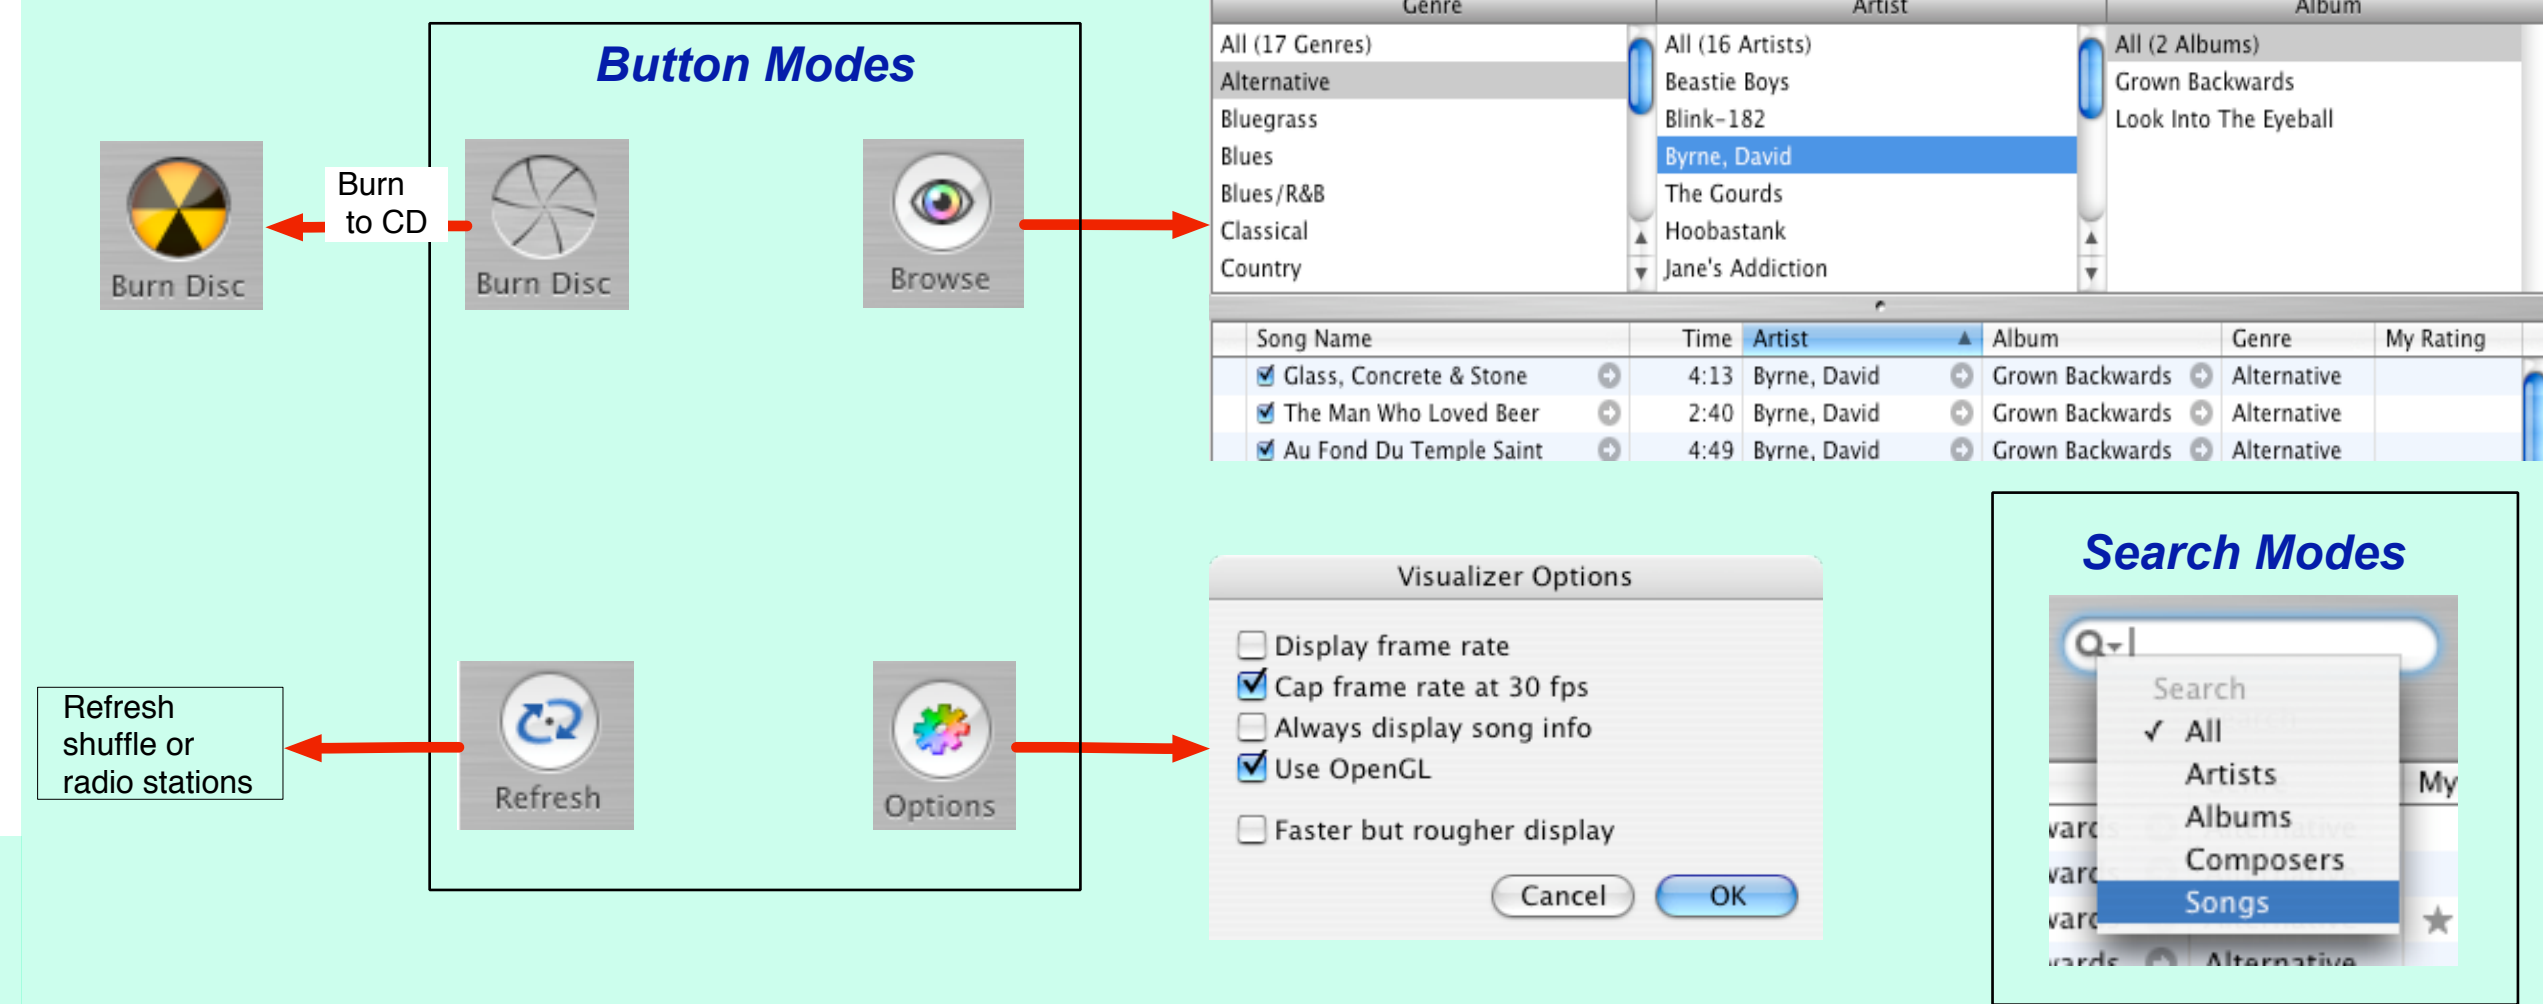 Button Modes
Burn Disc
Burn
to CD
Burn Disc
Browse
Refresh
shuffle or
radio stations
Refresh
Options
Genre Artist Album
All (17 Genres) All (16 Artists) All (2 Albums)
Alternative Beastie Boys Grown Backwards
Bluegrass Blink-182 Look Into The Eyeball
Blues Byrne, David
Blues/R&B The Gourds
Classical Hoobastank
Country Jane's Addiction
Song Name Time Artist Album Genre My Rating
Glass, Concrete & Stone 4:13 Byrne, David Grown Backwards Alternative
The Man Who Loved Beer 2:40 Byrne, David Grown Backwards Alternative
Au Fond Du Temple Saint 4:49 Byrne, David Grown Backwards Alternative
Visualizer Options
Display frame rate
Cap frame rate at 30 fps
Always display song info
Use OpenGL
Faster but rougher display
Cancel OK
Search Modes
Search
✓ All
Artists
My
Albums
vards
Composers
vards
Songs
vards
vards Alternative